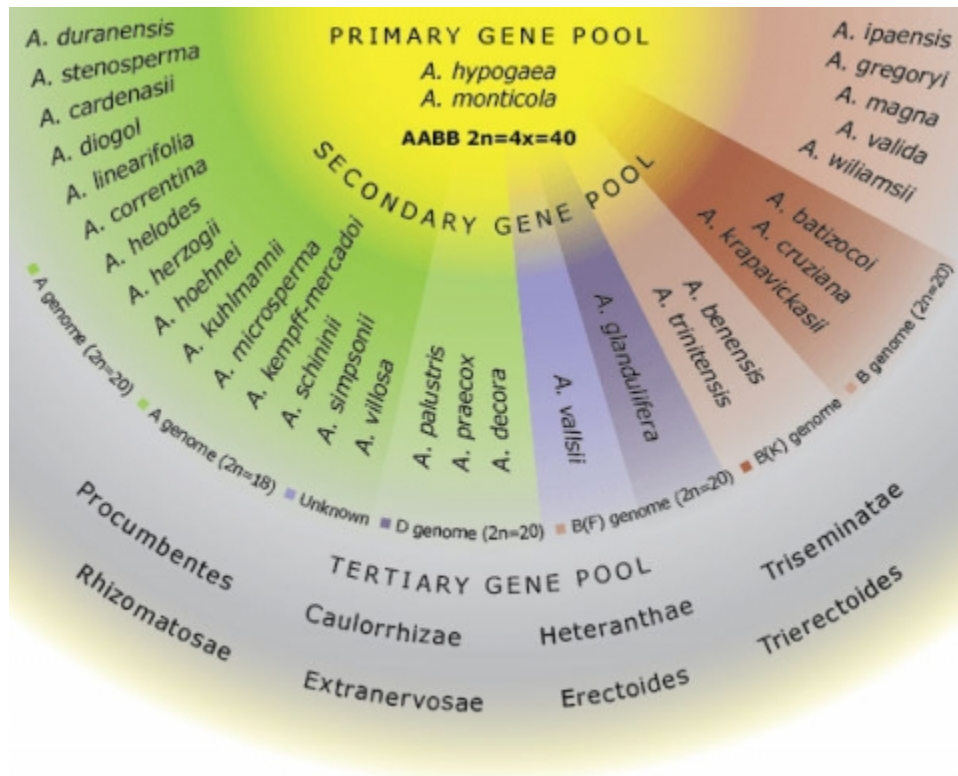 PRIMARY GENE POOL
A. hypogaea
A. monticola
AABB 2n=4x=40
SECONDARY GENE POOL
A. duranensis
A. stenosperma
A. cardenasii
A. diogoi
A. linearifolia
A. correntina
A. helodes
A. herzogii
A. hoehnei
A. kuhlmannii
A. microsperma
A. kempff-mercadoi
A. schininii
A. simpsonii
A. villosa
A. palustris
A. praecox
A. decora
A. vallsii
A. glandulifera
A. trinitensis
A. benensis
A. krapavickasii
A. cruziana
A. batizocoi
A. ipaensis
A. gregoryi
A. magna
A. valida
A. wiliamsii
A genome (2n=20)
A genome (2n=18)
Unknown
D genome (2n=20)
B(F) genome (2n=20)
B(K) genome
B genome (2n=20)
TERTIARY GENE POOL
Procumbentes
Caulorrhizae
Heteranthae
Triseminatae
Rhizomatosae
Extranervosae
Erectoides
Trierectoides